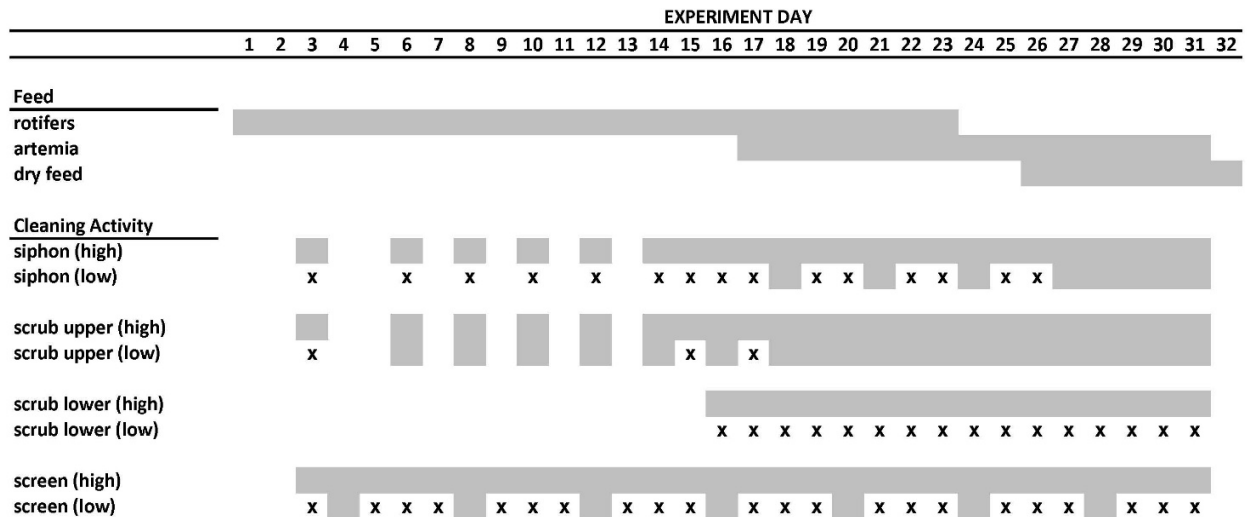 EXPERIMENT DAY
1 2 3 4 5 6 7 8 9 10 11 12 13 14 15 16 17 18 19 20 21 22 23 24 25 26 27 28 29 30 31 32
Feed
rotifers
artemia
dry feed
Cleaning Activity
siphon (high)
siphon (low) x x x x x x x x x x x x x x x
scrub upper (high)
scrub upper (low) x x x
scrub lower (high)
scrub lower (low) x x x x x x x x x x x x x x x x
screen (high)
screen (low) x x x x x x x x x x x x x x x x x x x x x x